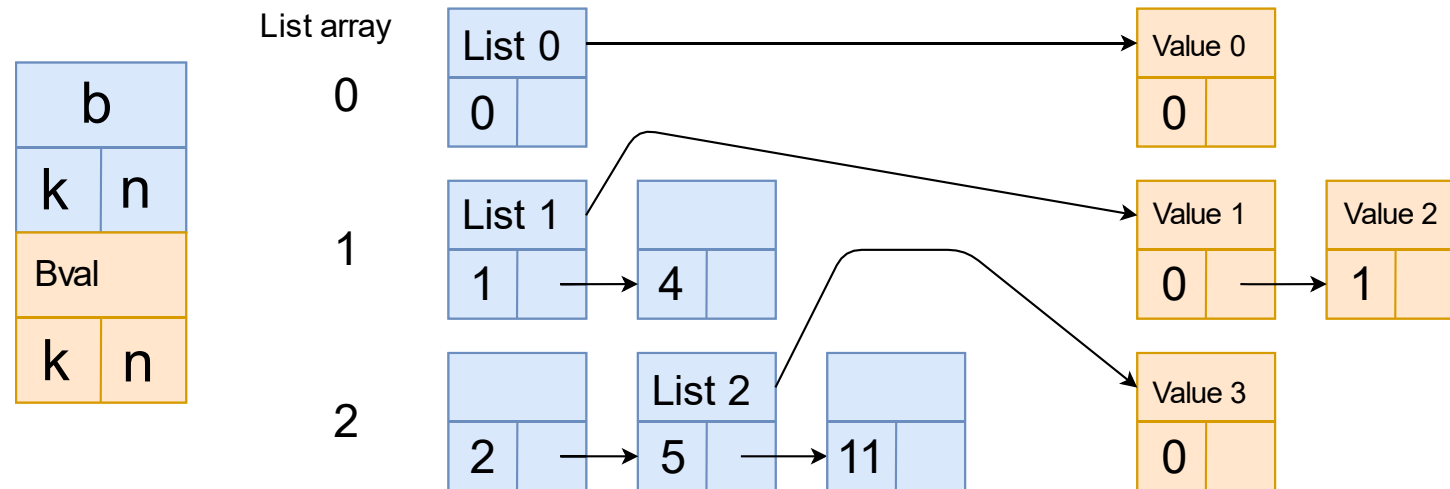 List array
b
k n
Bval
k n
0
List 0
0
Value 0
0
1
List 1
1
4
Value 1
0
Value 2
1
2
List 2
2
5
11
Value 3
0